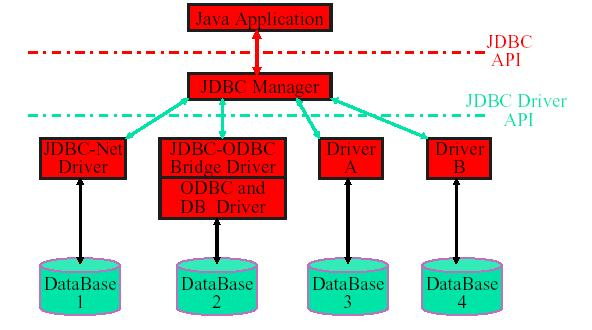 Java Application
JDBC
API
JDBC Manager
JDBC Driver
API
JDBC-Net
Driver
JDBC-ODBC
Bridge Driver
ODBC and
DB Driver
Driver
A
Driver
B
DataBase
1
DataBase
2
DataBase
3
DataBase
4